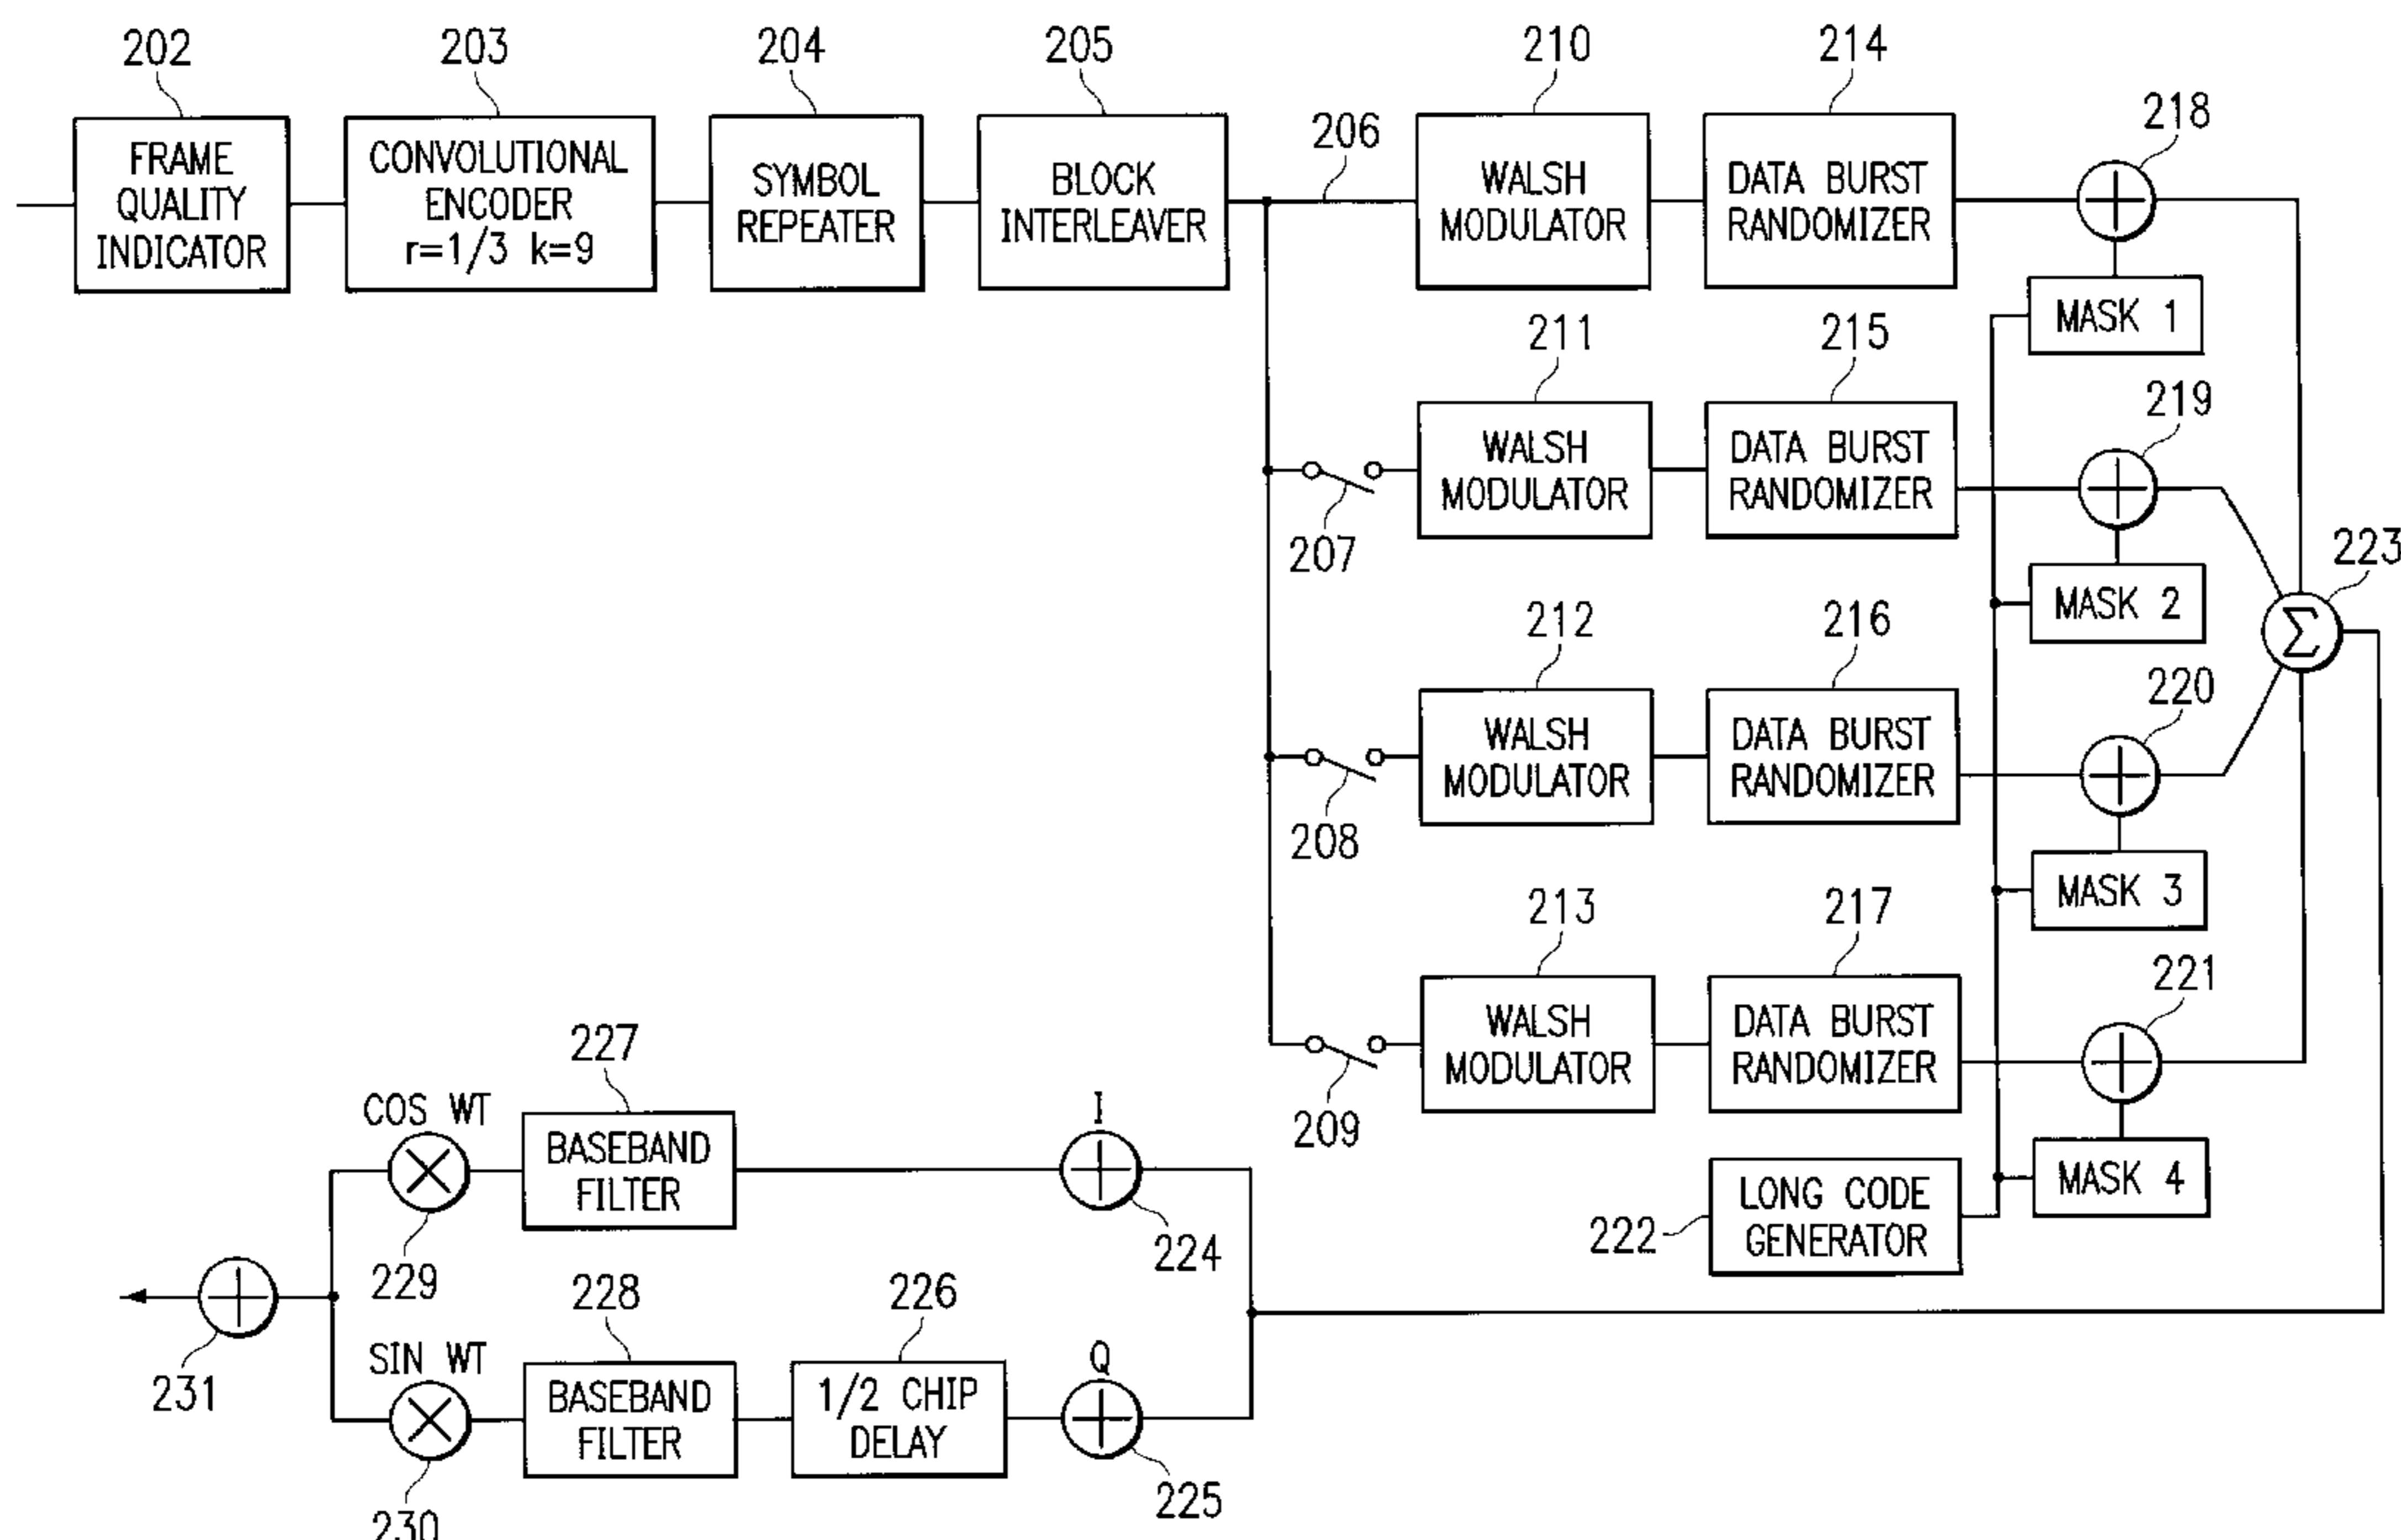 202
203
204
205
210
214
218
206
FRAME
QUALITY
INDICATOR
CONVOLUTIONAL
ENCODER
r=1/3 k=9
SYMBOL
REPEATER
BLOCK
INTERLEAVER
WALSH
MODULATOR
DATA BURST
RANDOMIZER
MASK 1
211
215
219
WALSH
MODULATOR
DATA BURST
RANDOMIZER
207
MASK 2
223
Σ
212
216
220
WALSH
MODULATOR
DATA BURST
RANDOMIZER
208
MASK 3
213
217
221
WALSH
MODULATOR
DATA BURST
RANDOMIZER
209
MASK 4
222
LONG CODE
GENERATOR
227
COS WT
BASEBAND
FILTER
I
224
229
228
226
231
SIN WT
BASEBAND
FILTER
1/2 CHIP
DELAY
Q
225
230